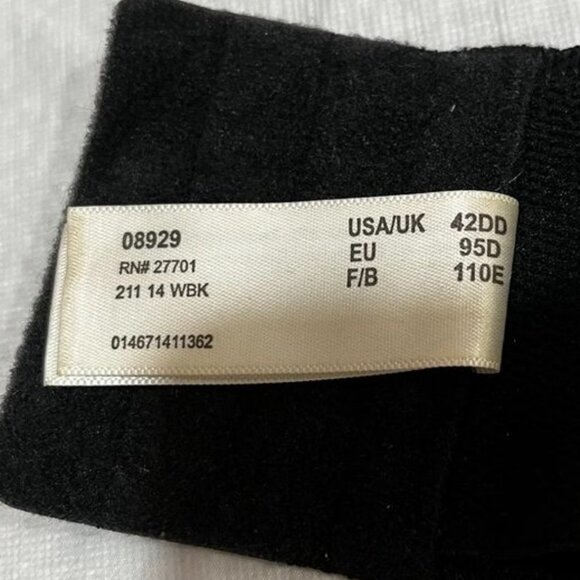 08929
RN# 27701
211 14 WBK
014671411362
USA/UK 42DD
EU 95D
F/B 110E